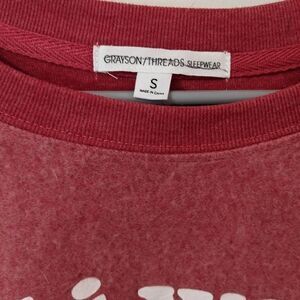 GRAYSON/THREADS SLEEPWEAR
S
MADE IN CHINA